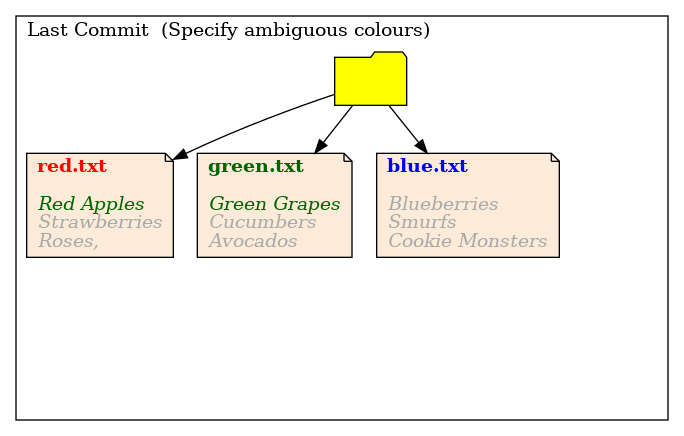 Last Commit  (Specify ambiguous colours)
red.txt
Red Apples
Strawberries
Roses,
green.txt
Green Grapes
Cucumbers
Avocados
blue.txt
Blueberries
Smurfs
Cookie Monsters